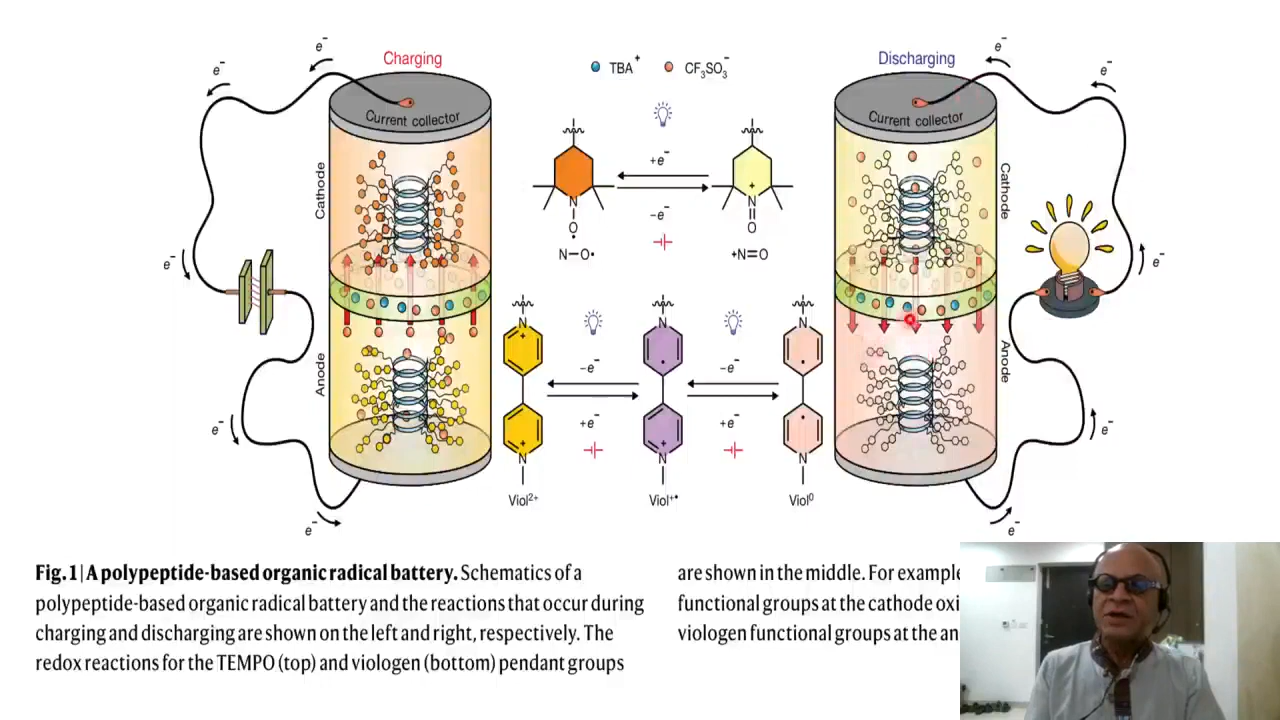 Charging
TBA+
CF₃SO₃⁻
Discharging
e⁻
e⁻
e⁻
e⁻
e⁻
e⁻
Current collector
Cathode
Anode
+e⁻
−e⁻
N
O
N–O•
+
N
O
+N=O
Current collector
Cathode
Anode
e⁻
e⁻
e⁻
e⁻
e⁻
N
+
+
N
Viol²⁺
−e⁻
+e⁻
N
+
N
Viol⁺•
−e⁻
+e⁻
N
N
Viol⁰
Fig. 1 | A polypeptide-based organic radical battery. Schematics of a
polypeptide-based organic radical battery and the reactions that occur during
charging and discharging are shown on the left and right, respectively. The
redox reactions for the TEMPO (top) and viologen (bottom) pendant groups
are shown in the middle. For example
functional groups at the cathode oxi
viologen functional groups at the an